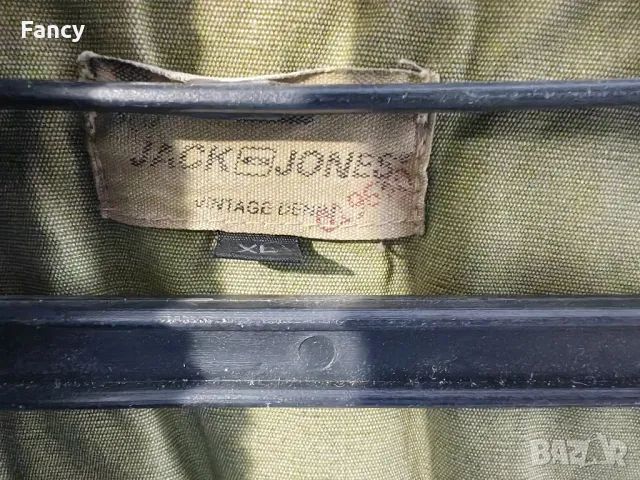 Fancy
JACK JONES
VINTAGE DENIM
XL
BAZAR